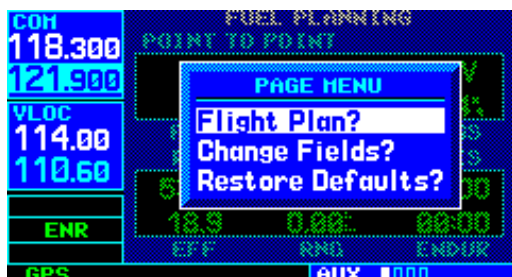 COM
118.300
121.900
VLOC
114.00
110.60
ENR
GPS
FUEL PLANNING
POINT TO POINT
PAGE MENU
Flight Plan?
Change Fields?
Restore Defaults?
18.9 0.00 00:00
EFF RNG ENDUR
AUX